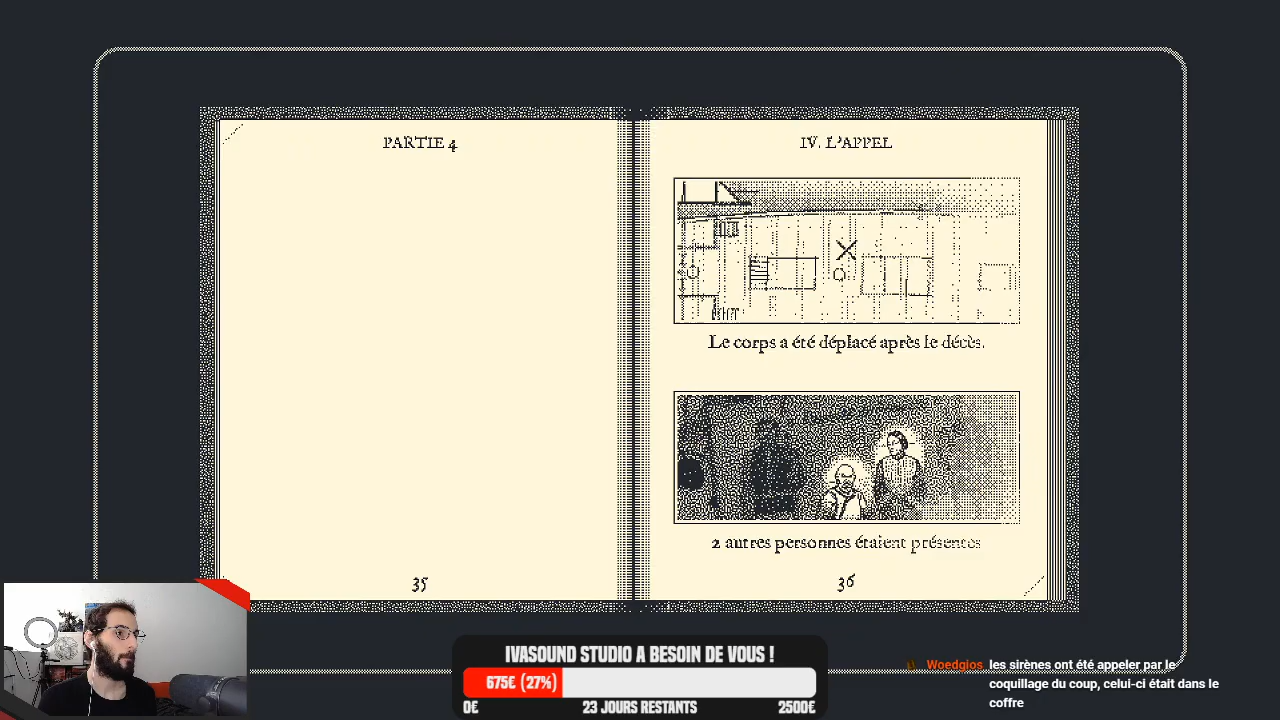 PARTIE 4
IV. L'APPEL
Le corps a été déplacé après le décès.
2 autres personnes étaient présentes
35
36
IVASOUND STUDIO A BESOIN DE VOUS !
675€ (27%)
0€ 23 JOURS RESTANTS 2500€
Woedglos les sirènes ont été appeler par le
coquillage du coup, celui-ci était dans le
coffre